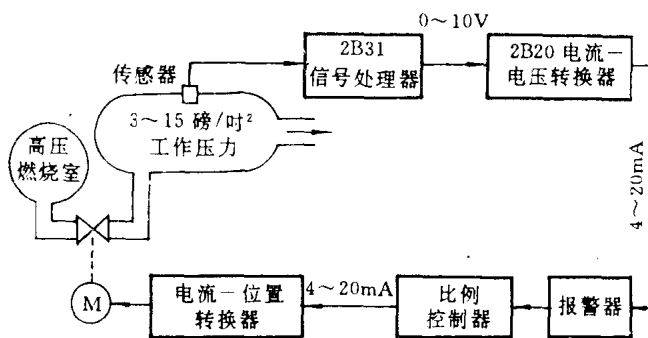 0～10V
2B31
信号处理器
2B20 电流－
电压转换器
传感器
3～15 磅/吋²
工作压力
高压
燃烧室
4～20mA
M
电流－位置
转换器
4～20mA
比例
控制器
报警器